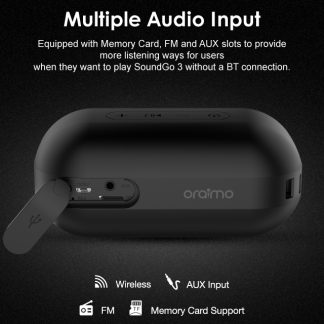 Multiple Audio Input
Equipped with Memory Card, FM and AUX slots to provide
more listening ways for users
when they want to play SoundGo 3 without a BT connection.
oraimo
Wireless
AUX Input
FM
TF
Memory Card Support